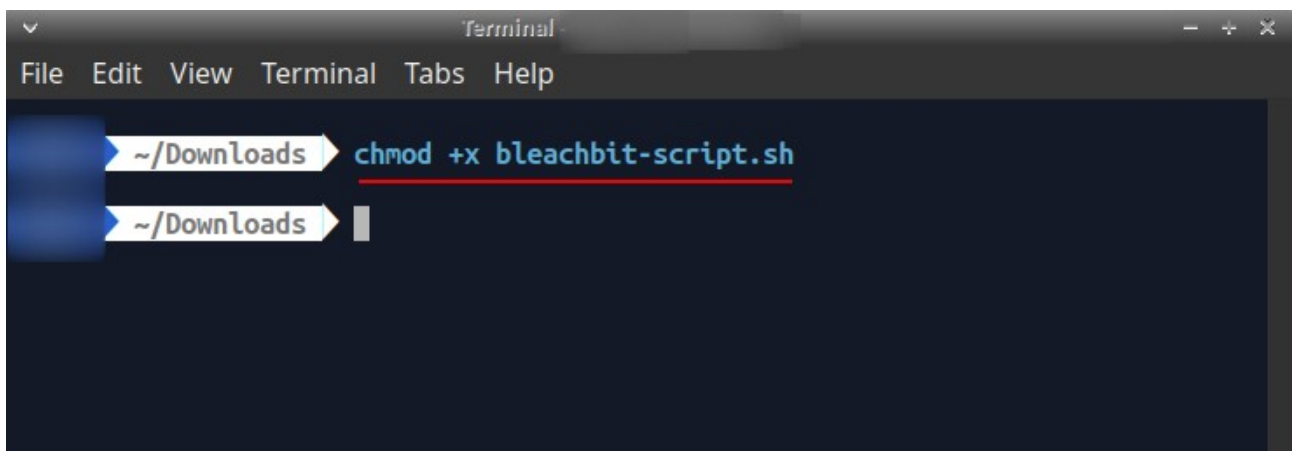 Terminal -
File Edit View Terminal Tabs Help
~/Downloads chmod +x bleachbit-script.sh
~/Downloads